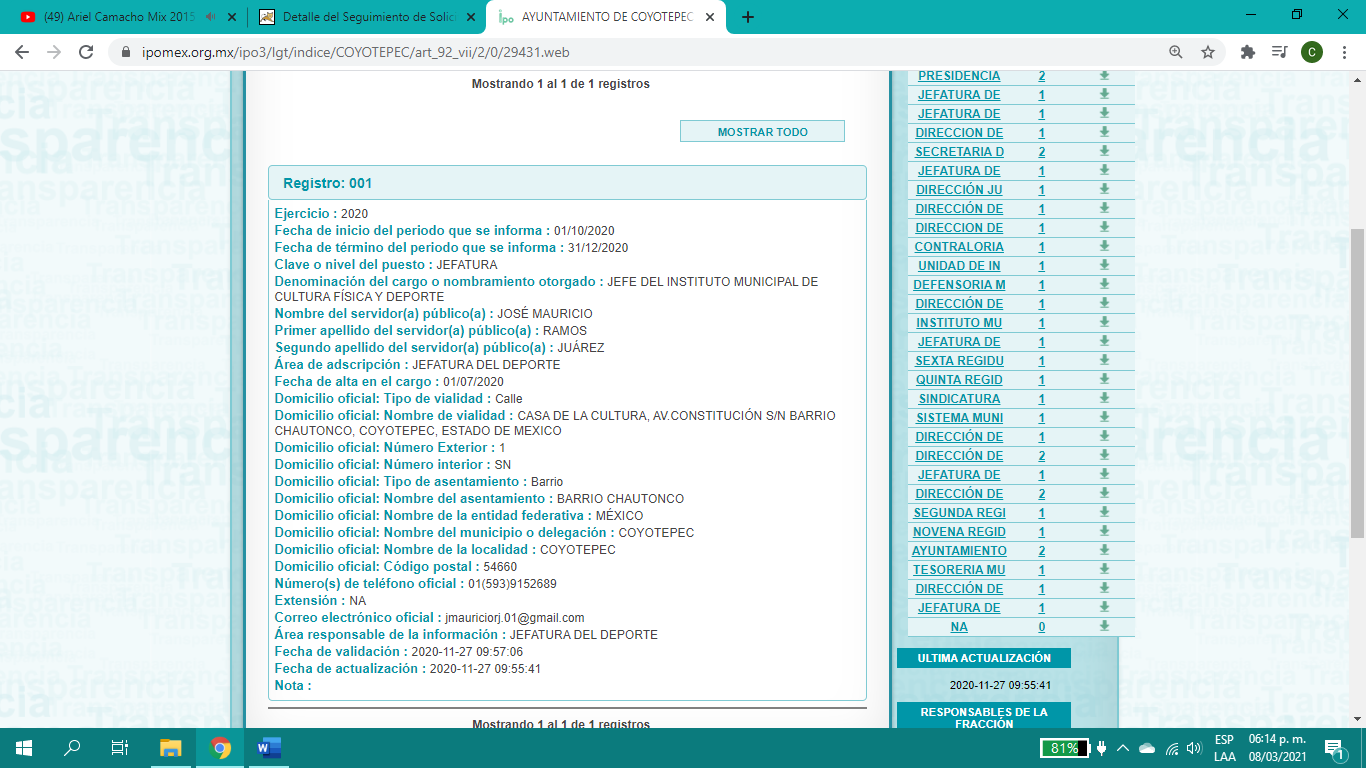 (49) Ariel Camacho Mix 2015
Detalle del Seguimiento de Solici
ipo
AYUNTAMIENTO DE COYOTEPEC
ipomex.org.mx/ipo3/lgt/indice/COYOTEPEC/art_92_vii/2/0/29431.web
C
Mostrando 1 al 1 de 1 registros
MOSTRAR TODO
Registro: 001
Ejercicio : 2020
Fecha de inicio del periodo que se informa : 01/10/2020
Fecha de término del periodo que se informa : 31/12/2020
Clave o nivel del puesto : JEFATURA
Denominación del cargo o nombramiento otorgado : JEFE DEL INSTITUTO MUNICIPAL DE
CULTURA FÍSICA Y DEPORTE
Nombre del servidor(a) público(a) : JOSÉ MAURICIO
Primer apellido del servidor(a) público(a) : RAMOS
Segundo apellido del servidor(a) público(a) : JUÁREZ
Área de adscripción : JEFATURA DEL DEPORTE
Fecha de alta en el cargo : 01/07/2020
Domicilio oficial: Tipo de vialidad : Calle
Domicilio oficial: Nombre de vialidad : CASA DE LA CULTURA, AV.CONSTITUCIÓN S/N BARRIO
CHAUTONCO, COYOTEPEC, ESTADO DE MEXICO
Domicilio oficial: Número Exterior : 1
Domicilio oficial: Número interior : SN
Domicilio oficial: Tipo de asentamiento : Barrio
Domicilio oficial: Nombre del asentamiento : BARRIO CHAUTONCO
Domicilio oficial: Nombre de la entidad federativa : MÉXICO
Domicilio oficial: Nombre del municipio o delegación : COYOTEPEC
Domicilio oficial: Nombre de la localidad : COYOTEPEC
Domicilio oficial: Código postal : 54660
Número(s) de teléfono oficial : 01(593)9152689
Extensión : NA
Correo electrónico oficial : jmauriciorj.01@gmail.com
Área responsable de la información : JEFATURA DEL DEPORTE
Fecha de validación : 2020-11-27 09:57:06
Fecha de actualización : 2020-11-27 09:55:41
Nota :
Mostrando 1 al 1 de 1 registros
PRESIDENCIA 2
JEFATURA DE 1
JEFATURA DE 1
DIRECCION DE 1
SECRETARIA D 2
JEFATURA DE 1
DIRECCIÓN JU 1
DIRECCIÓN DE 1
DIRECCION DE 1
CONTRALORIA 1
UNIDAD DE IN 1
DEFENSORIA M 1
DIRECCIÓN DE 1
INSTITUTO MU 1
JEFATURA DE 1
SEXTA REGIDU 1
QUINTA REGID 1
SINDICATURA 1
SISTEMA MUNI 1
DIRECCIÓN DE 1
DIRECCIÓN DE 2
JEFATURA DE 1
DIRECCIÓN DE 2
SEGUNDA REGI 1
NOVENA REGID 1
AYUNTAMIENTO 2
TESORERIA MU 1
DIRECCIÓN DE 1
JEFATURA DE 1
NA 0
ULTIMA ACTUALIZACIÓN
2020-11-27 09:55:41
RESPONSABLES DE LA
FRACCIÓN
81%
ESP
LAA
06:14 p. m.
08/03/2021
1